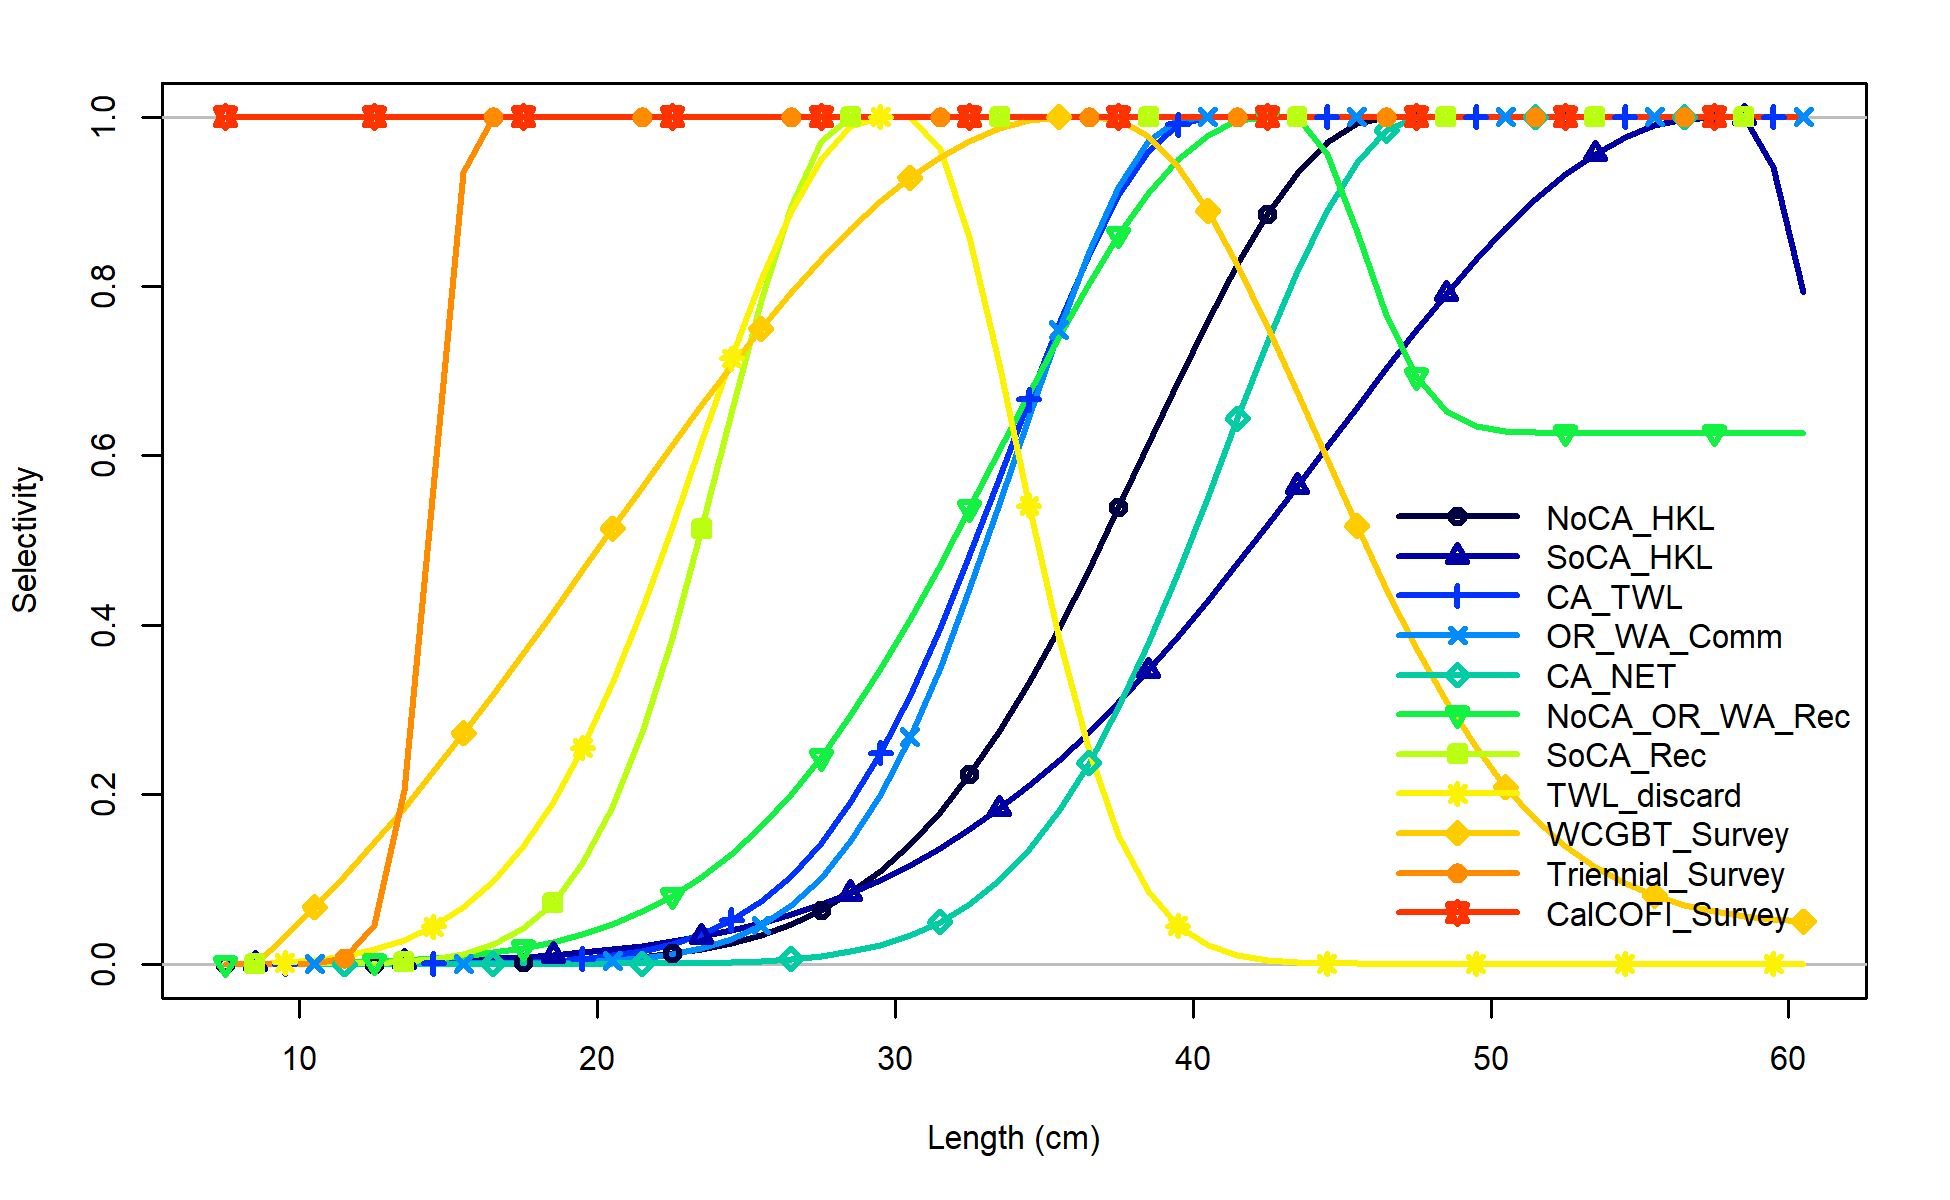 1.0
0.8
0.6
0.4
0.2
0.0
Selectivity
NoCA_HKL
SoCA_HKL
CA_TWL
OR_WA_Comm
CA_NET
NoCA_OR_WA_Rec
SoCA_Rec
TWL_discard
WCGBT_Survey
Triennial_Survey
CalCOFI_Survey
10 20 30 40 50 60
Length (cm)